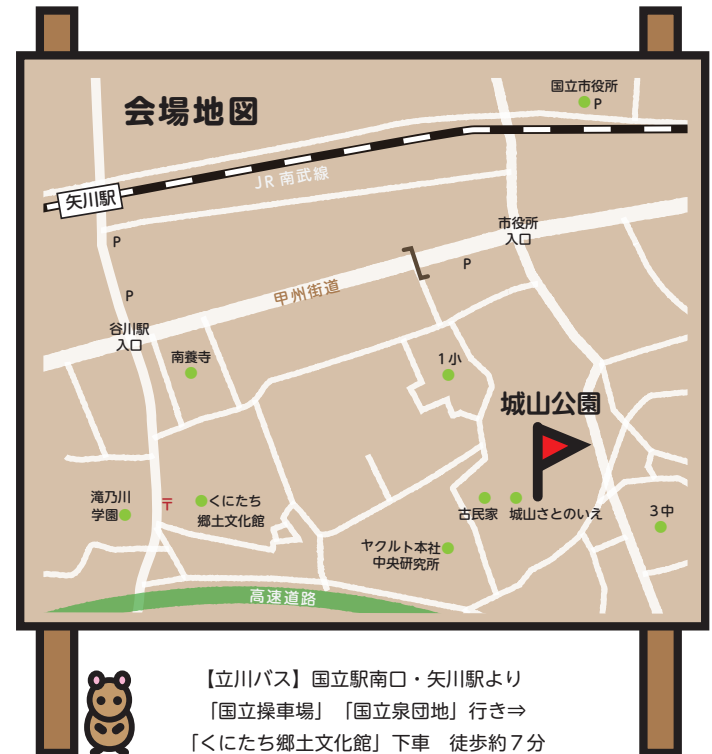 会場地図
国立市役所
P
JR 南武線
矢川駅
市役所
入口
P
P
P
甲州街道
谷川駅
入口
南養寺
1小
城山公園
滝乃川
学園
〒
くにたち
郷土文化館
古民家
城山さとのいえ
3中
ヤクルト本社
中央研究所
高速道路
【立川バス】国立駅南口・矢川駅より
「国立操車場」「国立泉団地」行き⇒
「くにたち郷土文化館」下車　徒歩約７分